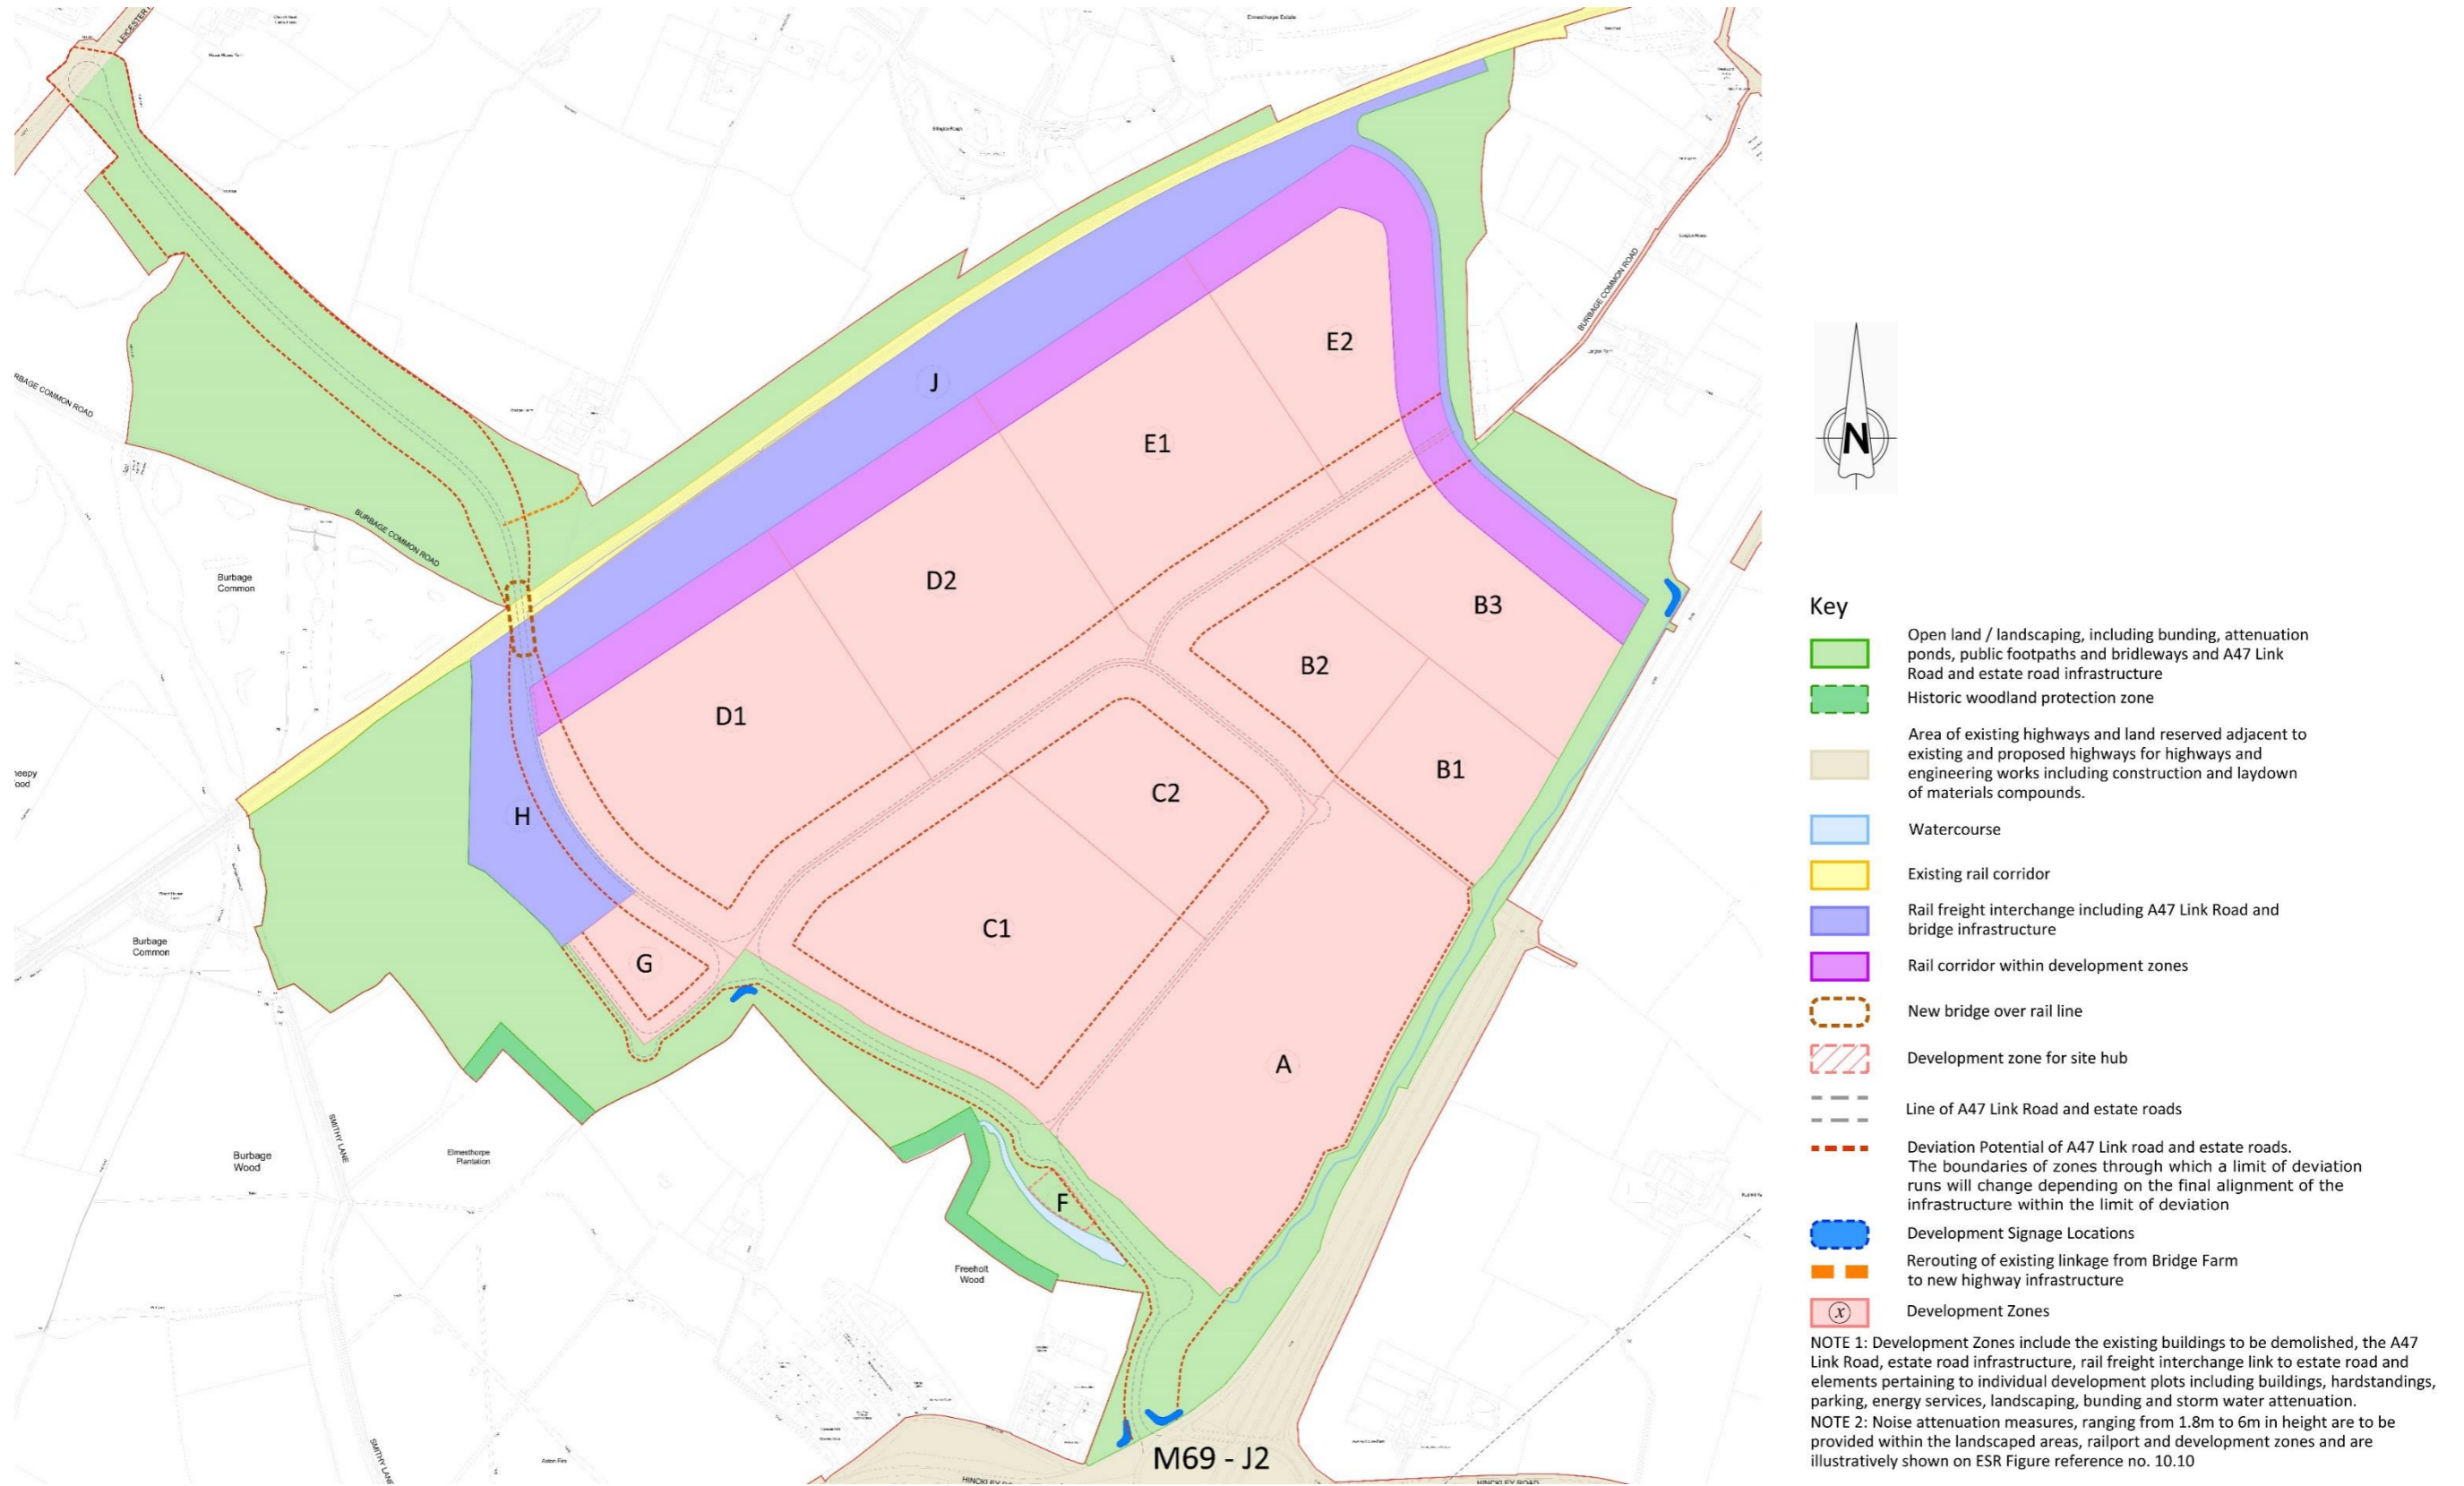 LEICESTER
Elmesthorpe Estate
BURBAGE COMMON ROAD
RBAGE COMMON ROAD
BURBAGE COMMON ROAD
Burbage
Common
J
E2
E1
D2
D1
B3
B2
B1
C2
C1
H
G
A
F
Burbage
Common
SMITHY LANE
Burbage
Wood
Elmesthorpe
Plantation
Freeholt
Wood
SMITHY LANE
Aston Firs
M69 - J2
HINCKLEY ROAD
N
Key
Open land / landscaping, including bunding, attenuation
ponds, public footpaths and bridleways and A47 Link
Road and estate road infrastructure
Historic woodland protection zone
Area of existing highways and land reserved adjacent to
existing and proposed highways for highways and
engineering works including construction and laydown
of materials compounds.
Watercourse
Existing rail corridor
Rail freight interchange including A47 Link Road and
bridge infrastructure
Rail corridor within development zones
New bridge over rail line
Development zone for site hub
Line of A47 Link Road and estate roads
Deviation Potential of A47 Link road and estate roads.
The boundaries of zones through which a limit of deviation
runs will change depending on the final alignment of the
infrastructure within the limit of deviation
Development Signage Locations
Rerouting of existing linkage from Bridge Farm
to new highway infrastructure
x
Development Zones
NOTE 1: Development Zones include the existing buildings to be demolished, the A47
Link Road, estate road infrastructure, rail freight interchange link to estate road and
elements pertaining to individual development plots including buildings, hardstandings,
parking, energy services, landscaping, bunding and storm water attenuation.
NOTE 2: Noise attenuation measures, ranging from 1.8m to 6m in height are to be
provided within the landscaped areas, railport and development zones and are
illustratively shown on ESR Figure reference no. 10.10